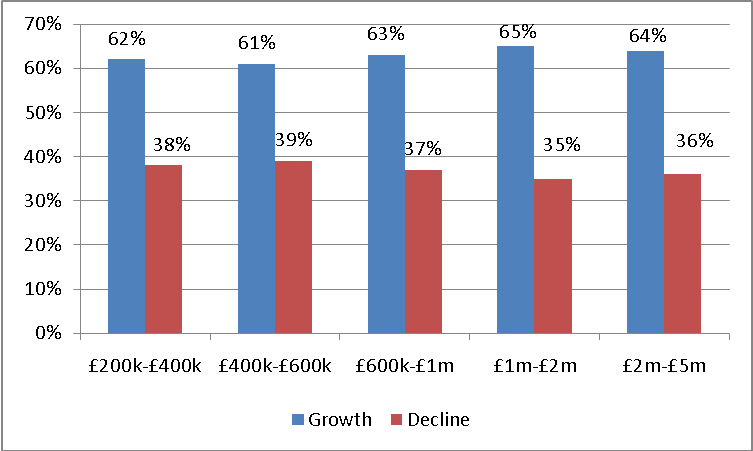 70%
60%
50%
40%
30%
20%
10%
0%
62%
38%
61%
39%
63%
37%
65%
35%
64%
36%
£200k-£400k
£400k-£600k
£600k-£1m
£1m-£2m
£2m-£5m
Growth
Decline